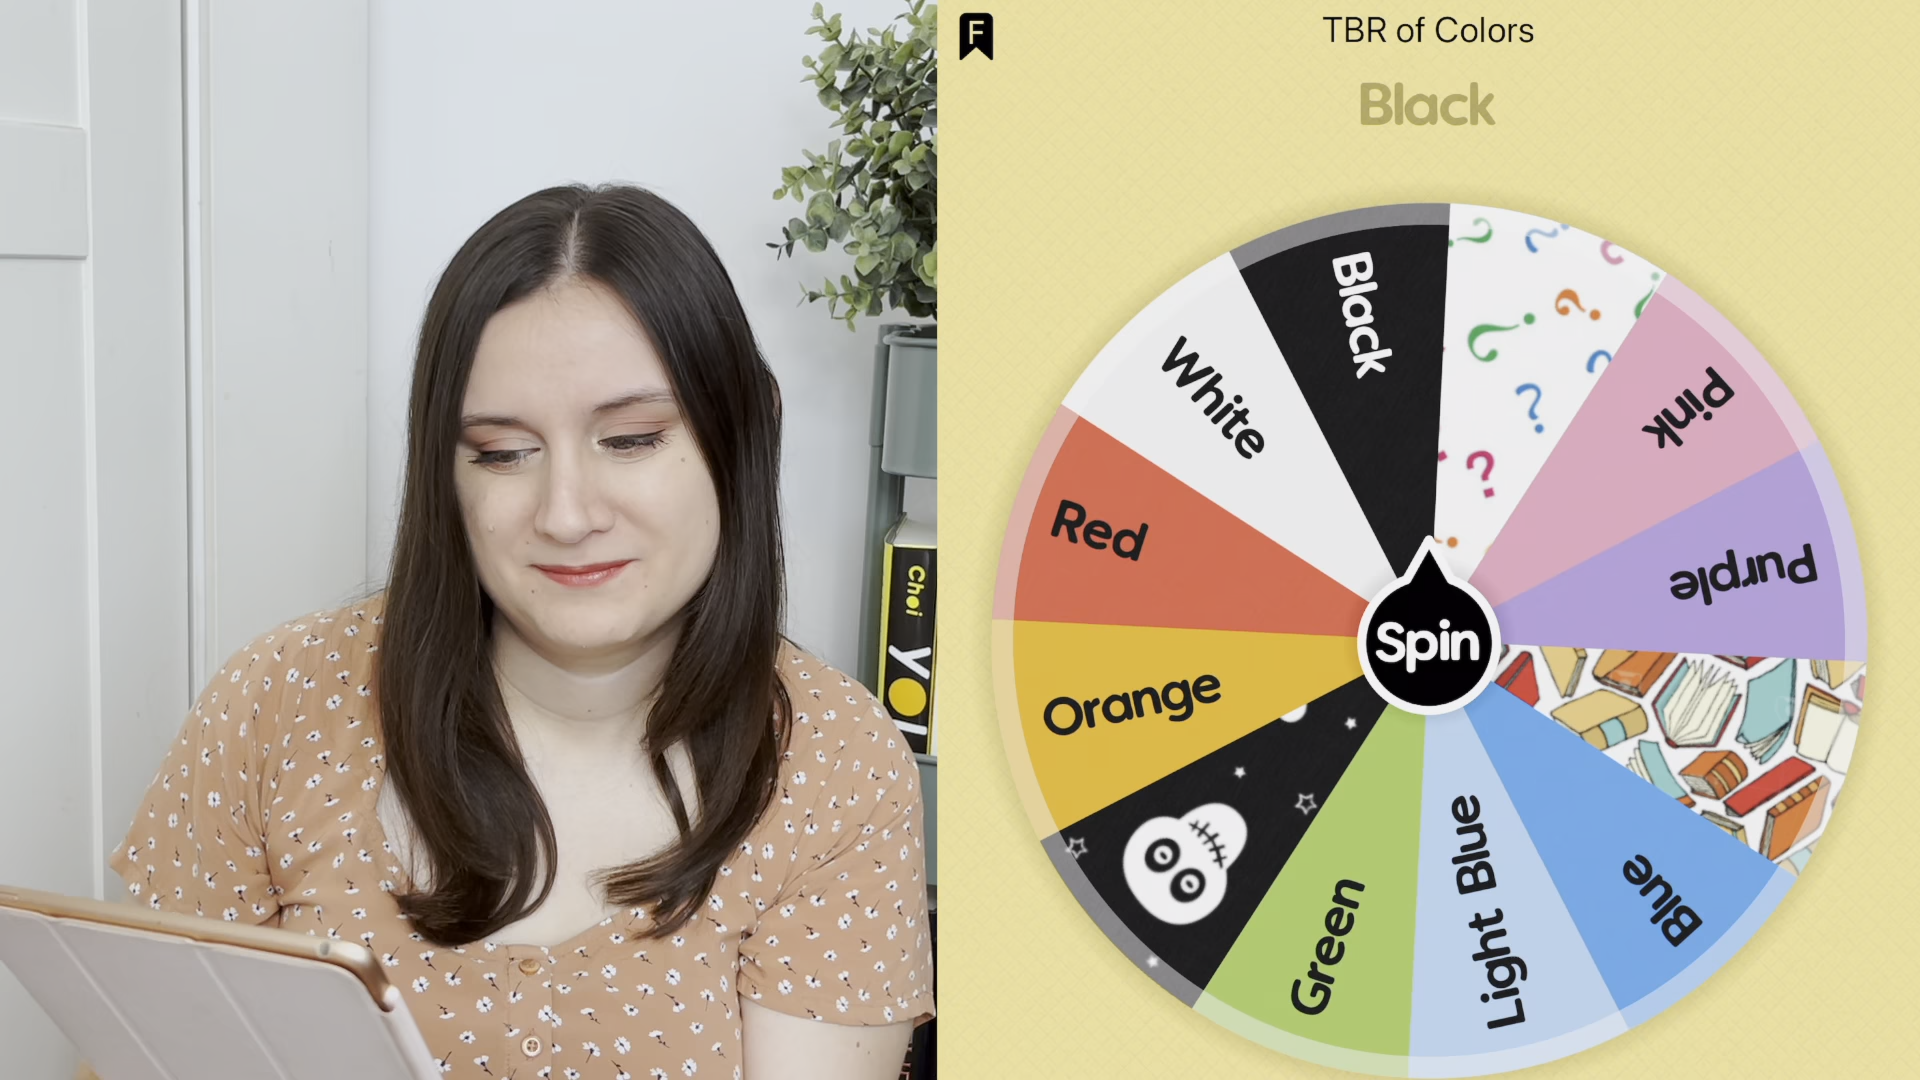 F
TBR of Colors
Black
Black
Pink
Purple
Blue
Light Blue
Green
Orange
Red
White
Spin
Choi